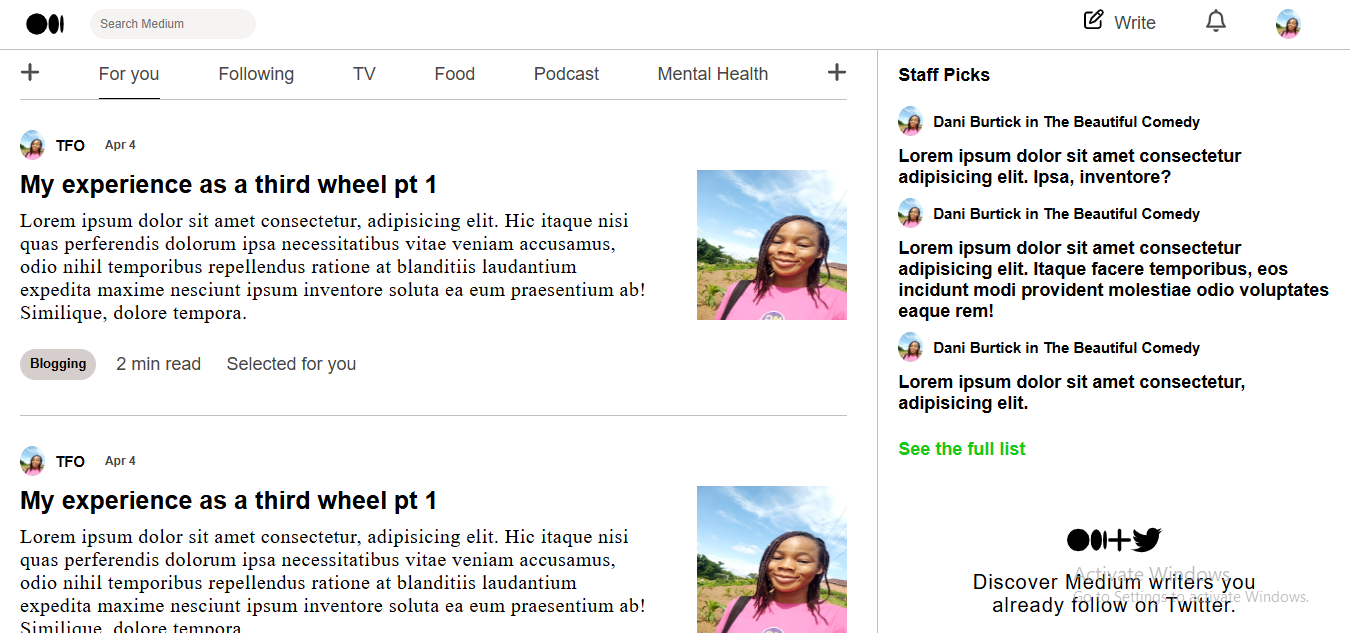 Search Medium
Write
For you
Following
TV
Food
Podcast
Mental Health
TFO Apr 4
My experience as a third wheel pt 1
Lorem ipsum dolor sit amet consectetur, adipisicing elit. Hic itaque nisi
quas perferendis dolorum ipsa necessitatibus vitae veniam accusamus,
odio nihil temporibus repellendus ratione at blanditiis laudantium
expedita maxime nesciunt ipsum inventore soluta ea eum praesentium ab!
Similique, dolore tempora.
Blogging 2 min read Selected for you
TFO Apr 4
My experience as a third wheel pt 1
Lorem ipsum dolor sit amet consectetur, adipisicing elit. Hic itaque nisi
quas perferendis dolorum ipsa necessitatibus vitae veniam accusamus,
odio nihil temporibus repellendus ratione at blanditiis laudantium
expedita maxime nesciunt ipsum inventore soluta ea eum praesentium ab!
Similique, dolore tempora.
Staff Picks
Dani Burtick in The Beautiful Comedy
Lorem ipsum dolor sit amet consectetur
adipisicing elit. Ipsa, inventore?
Dani Burtick in The Beautiful Comedy
Lorem ipsum dolor sit amet consectetur
adipisicing elit. Itaque facere temporibus, eos
incidunt modi provident molestiae odio voluptates
eaque rem!
Dani Burtick in The Beautiful Comedy
Lorem ipsum dolor sit amet consectetur,
adipisicing elit.
See the full list
Discover Medium writers you
already follow on Twitter.
Activate Windows
Go to Settings to activate Windows.